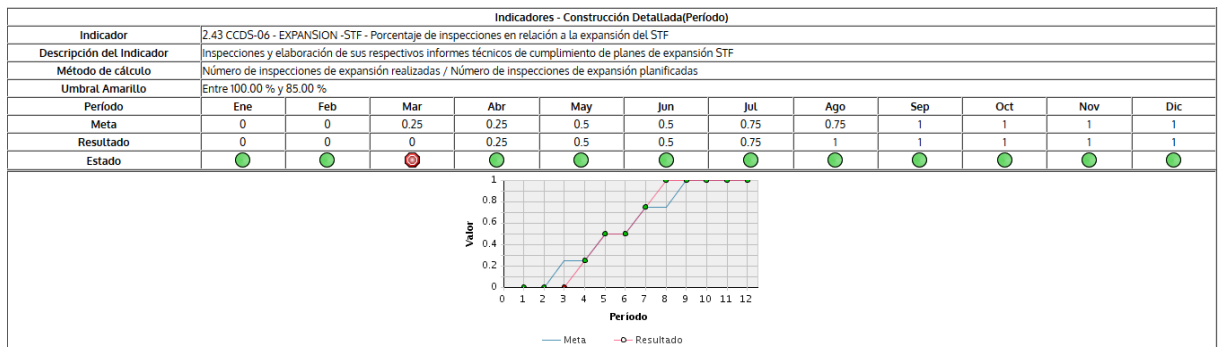 Indicadores - Construcción Detallada(Período)
Indicador 2.43 CCDS-06 - EXPANSION -STF - Porcentaje de inspecciones en relación a la expansión del STF
Descripción del Indicador Inspecciones y elaboración de sus respectivos informes técnicos de cumplimiento de planes de expansión STF
Método de cálculo Número de inspecciones de expansión realizadas / Número de inspecciones de expansión planificadas
Umbral Amarillo Entre 100.00 % y 85.00 %
Período Ene Feb Mar Abr May Jun Jul Ago Sep Oct Nov Dic
Meta 0 0 0.25 0.25 0.5 0.5 0.75 0.75 1 1 1 1
Resultado 0 0 0 0.25 0.5 0.5 0.75 1 1 1 1 1
Estado
1
0.8
0.6
0.4
0.2
0
Valor
0 1 2 3 4 5 6 7 8 9 10 11 12
Período
Meta Resultado